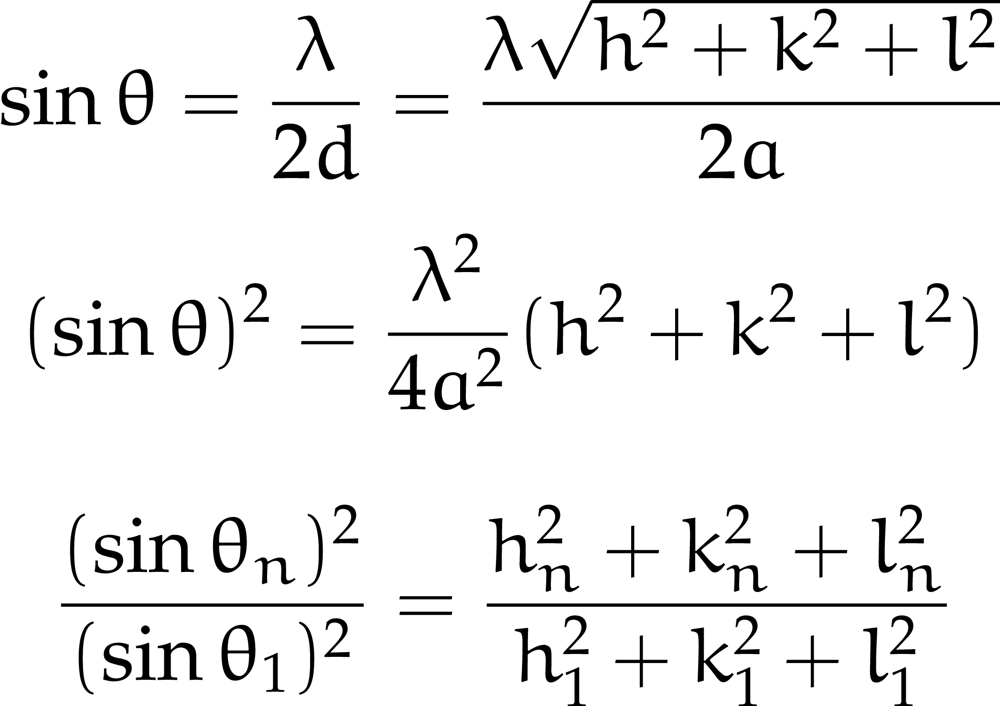 sin θ = λ/2d = λ√(h² + k² + l²)/2a
(sin θ)² = λ²/4a² (h² + k² + l²)
(sin θₙ)²/(sin θ₁)² = (hₙ² + kₙ² + lₙ²)/(h₁² + k₁² + l₁²)